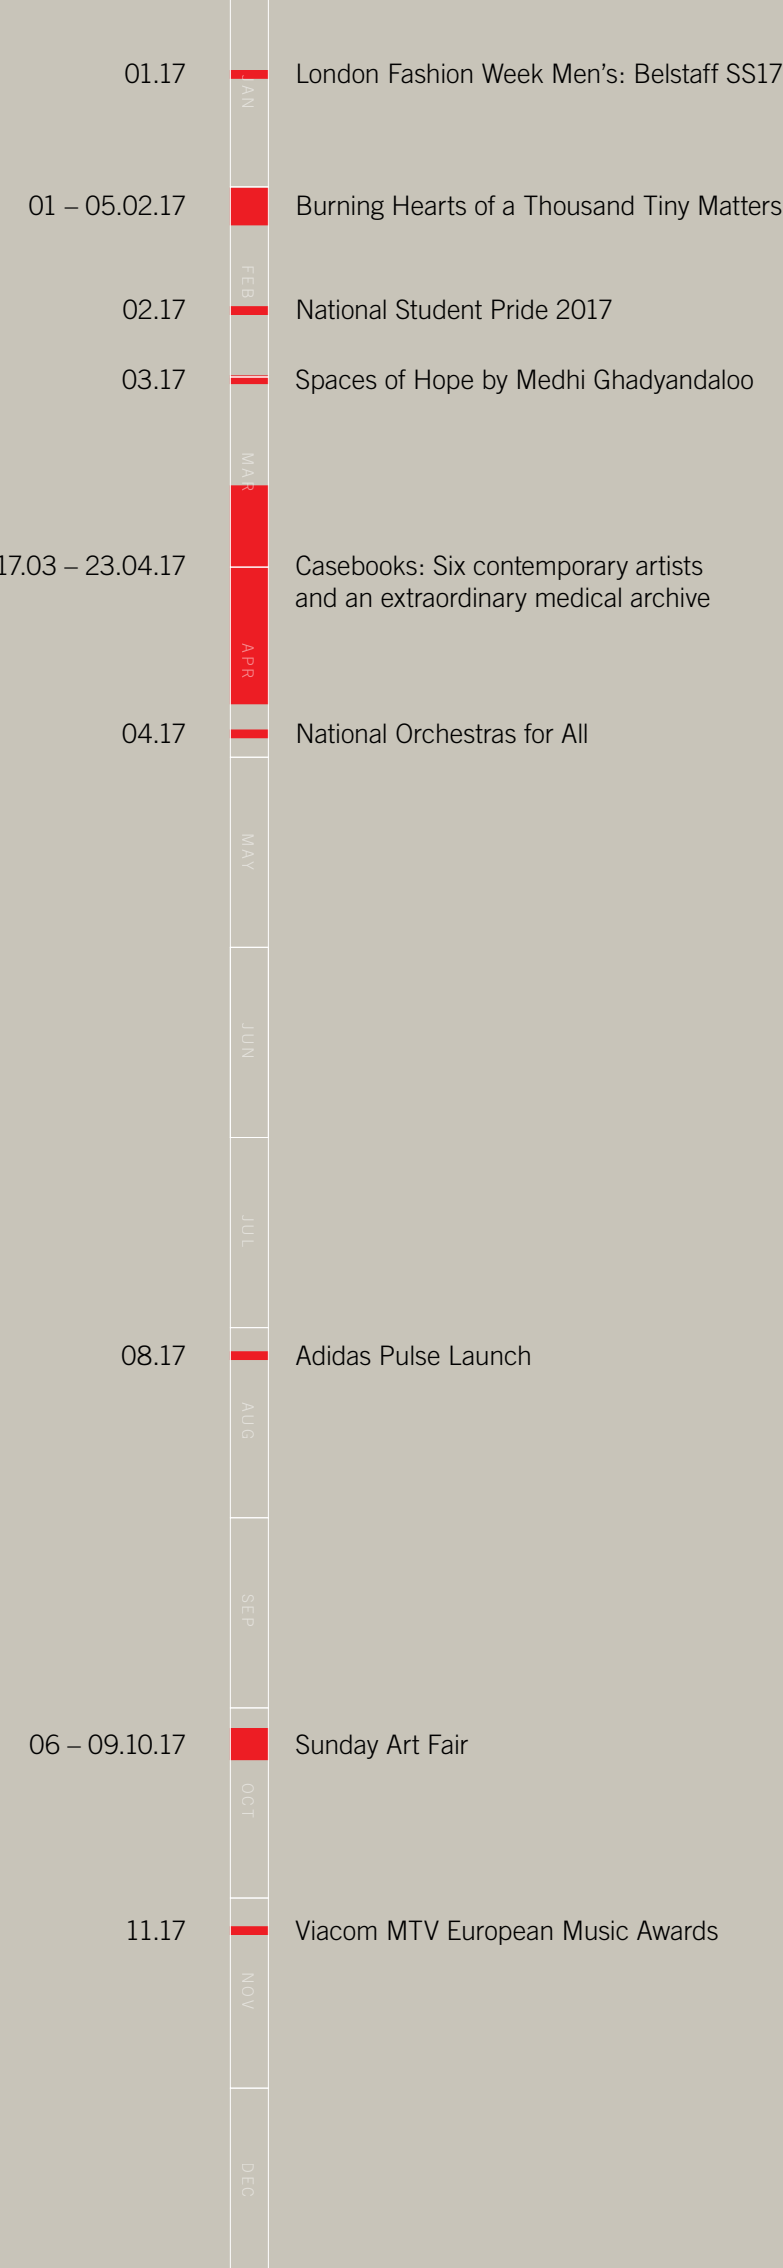 01.17 London Fashion Week Men’s: Belstaff SS17
JAN
01 – 05.02.17 Burning Hearts of a Thousand Tiny Matters
FEB
02.17 National Student Pride 2017
03.17 Spaces of Hope by Medhi Ghadyandaloo
MAR
17.03 – 23.04.17 Casebooks: Six contemporary artists
and an extraordinary medical archive
APR
04.17 National Orchestras for All
MAY
JUN
JUL
08.17 Adidas Pulse Launch
AUG
SEP
06 – 09.10.17 Sunday Art Fair
OCT
11.17 Viacom MTV European Music Awards
NOV
DEC